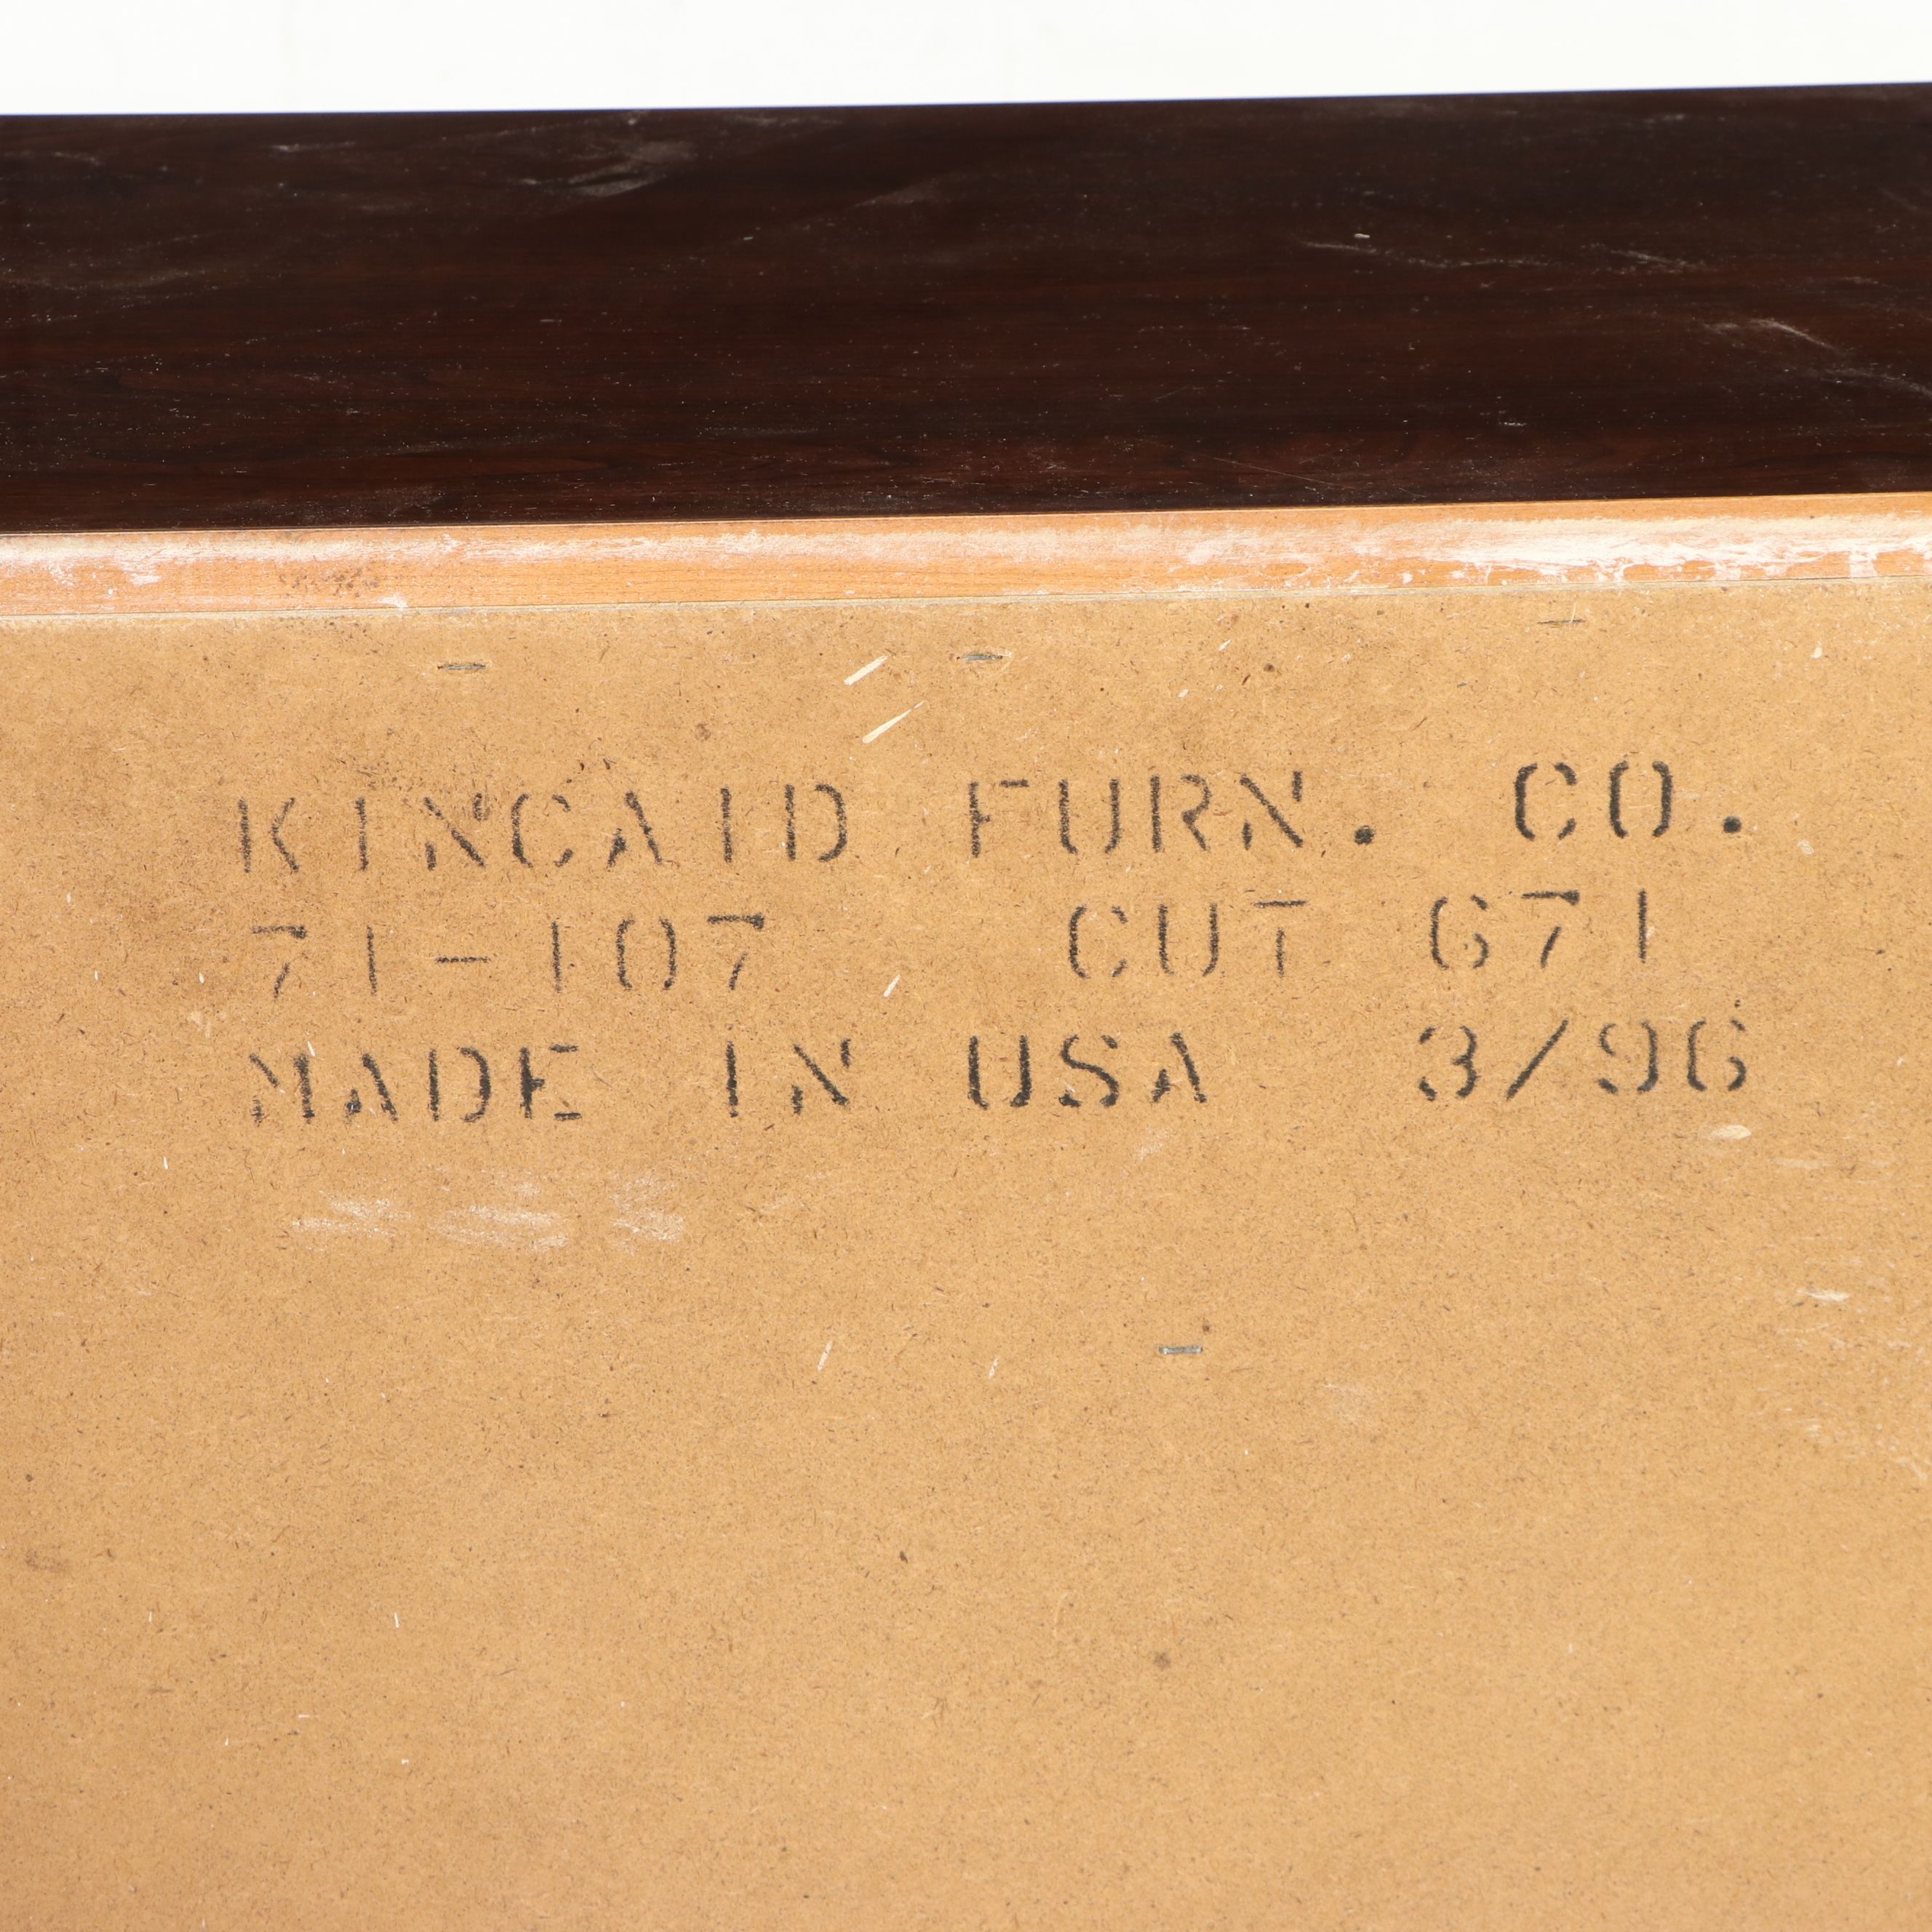 KINCAID FURN. CO.
71-107 CUT 671
MADE IN USA 3/96